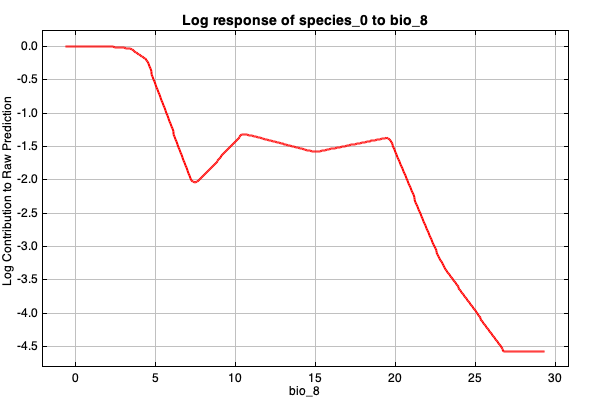 Log response of species_0 to bio_8
Log Contribution to Raw Prediction
0.0
-0.5
-1.0
-1.5
-2.0
-2.5
-3.0
-3.5
-4.0
-4.5
0 5 10 15 20 25 30
bio_8